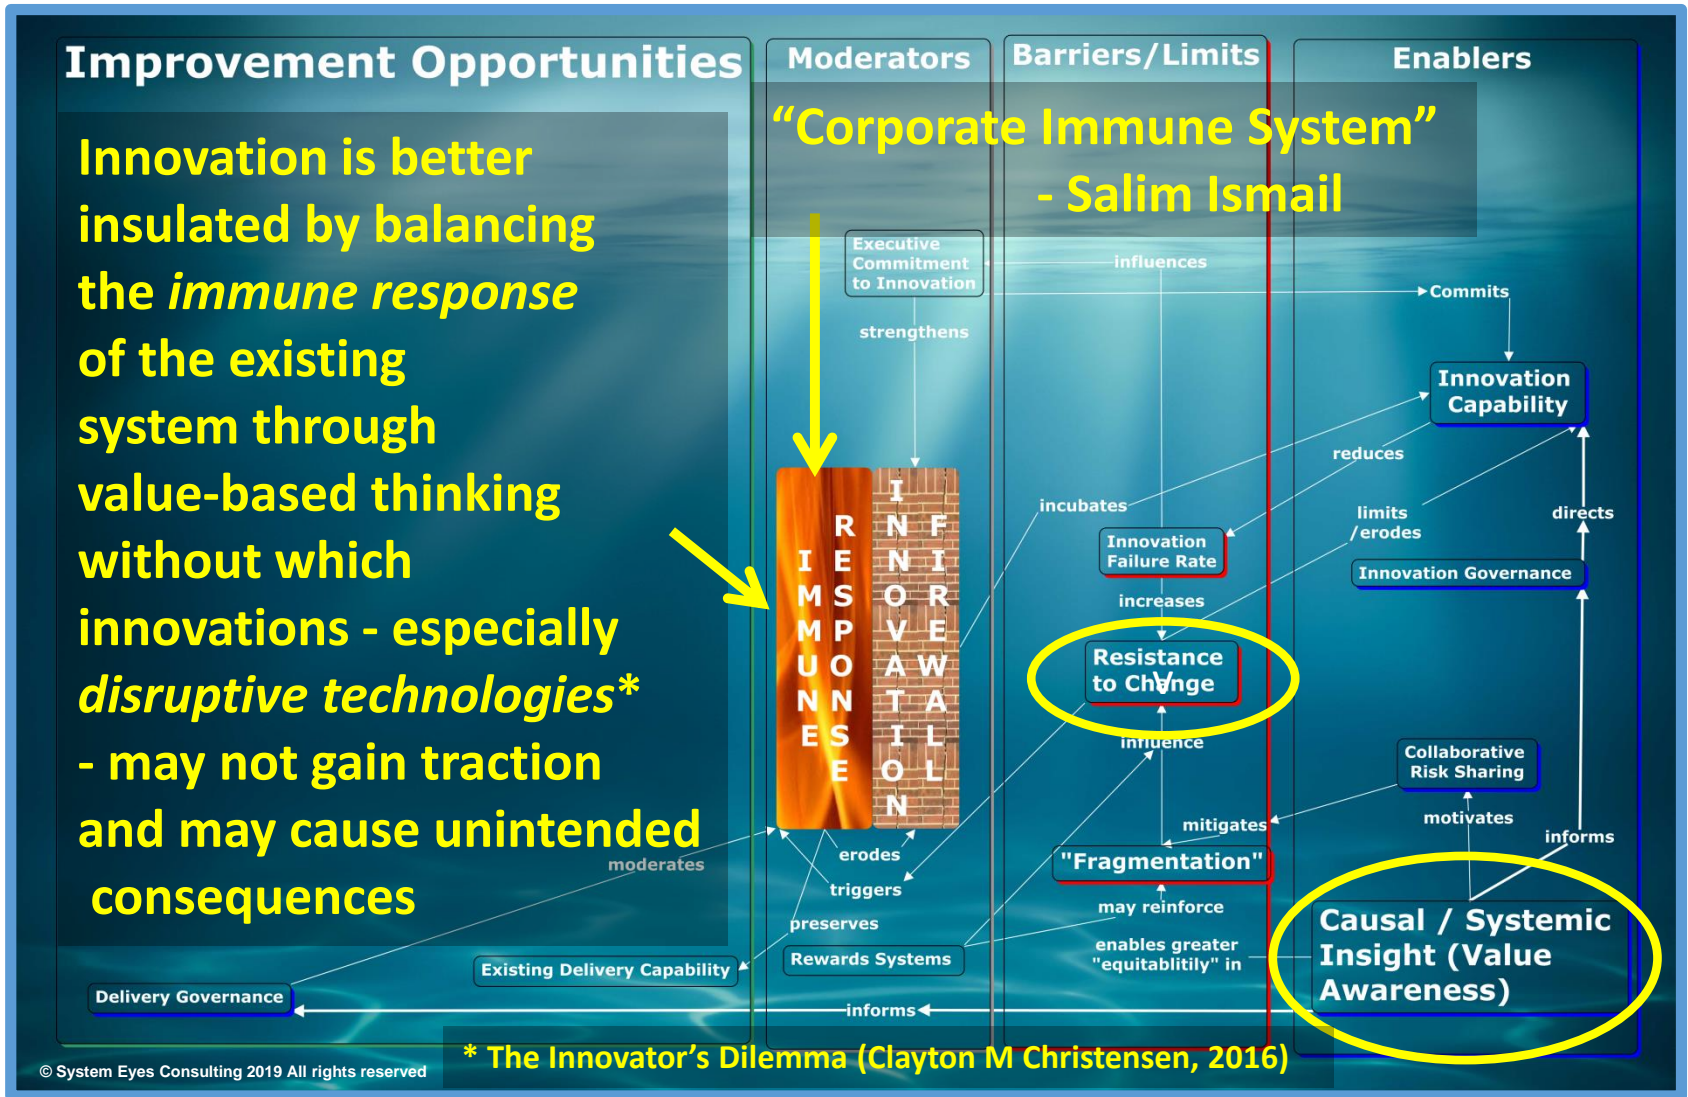 Improvement Opportunities
Moderators
Barriers/Limits
Enablers
Innovation is better
insulated by balancing
the immune response
of the existing
system through
value-based thinking
without which
innovations - especially
disruptive technologies*
- may not gain traction
and may cause unintended
consequences
“Corporate Immune System”
- Salim Ismail
Executive
Commitment
to Innovation
influences
Commits
strengthens
Innovation
Capability
reduces
incubates
limits
/erodes
directs
Innovation
Failure Rate
Innovation Governance
increases
IMMUNE
RESPONSE
INNOVATION
FIREWALL
Resistance
to Change
V
influence
Collaborative
Risk Sharing
motivates
mitigates
informs
moderates
erodes
"Fragmentation"
triggers
may reinforce
preserves
Causal / Systemic
Insight (Value
Awareness)
enables greater
"equitablitily" in
Rewards Systems
Existing Delivery Capability
Delivery Governance
informs
* The Innovator’s Dilemma (Clayton M Christensen, 2016)
© System Eyes Consulting 2019 All rights reserved